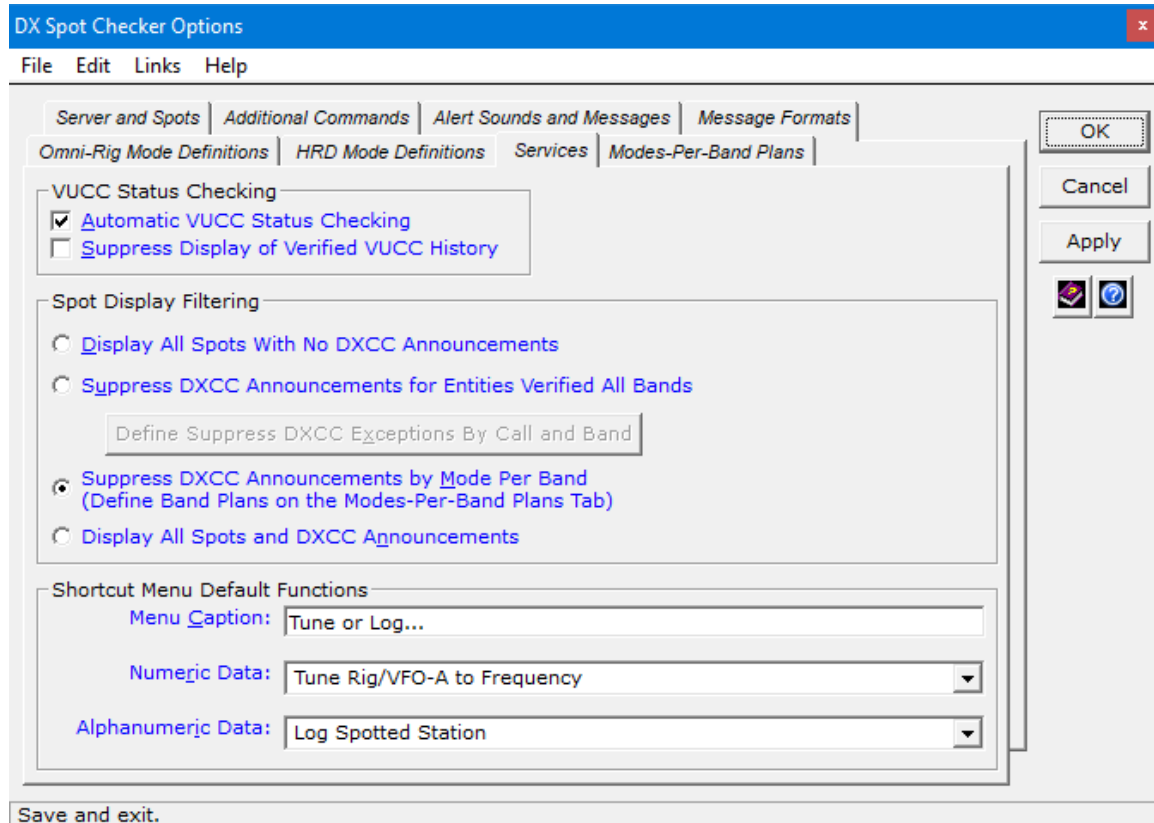 DX Spot Checker Options
x
File Edit Links Help
Server and Spots Additional Commands Alert Sounds and Messages Message Formats
Omni-Rig Mode Definitions HRD Mode Definitions Services Modes-Per-Band Plans
OK
Cancel
Apply
VUCC Status Checking
Automatic VUCC Status Checking
Suppress Display of Verified VUCC History
Spot Display Filtering
Display All Spots With No DXCC Announcements
Suppress DXCC Announcements for Entities Verified All Bands
Define Suppress DXCC Exceptions By Call and Band
Suppress DXCC Announcements by Mode Per Band
(Define Band Plans on the Modes-Per-Band Plans Tab)
Display All Spots and DXCC Announcements
Shortcut Menu Default Functions
Menu Caption: Tune or Log...
Numeric Data: Tune Rig/VFO-A to Frequency
Alphanumeric Data: Log Spotted Station
Save and exit.